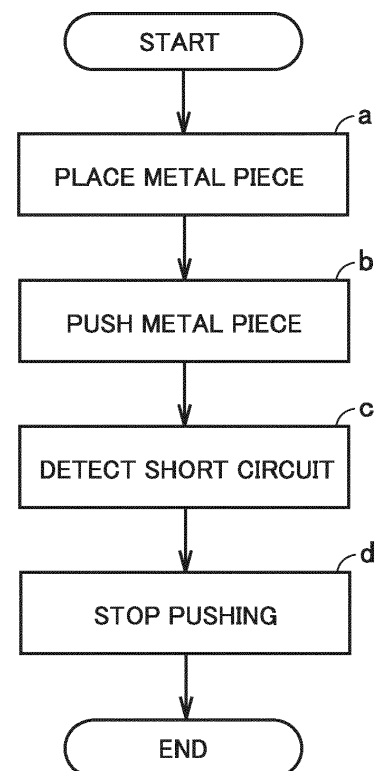 START
a
PLACE METAL PIECE
b
PUSH METAL PIECE
c
DETECT SHORT CIRCUIT
d
STOP PUSHING
END